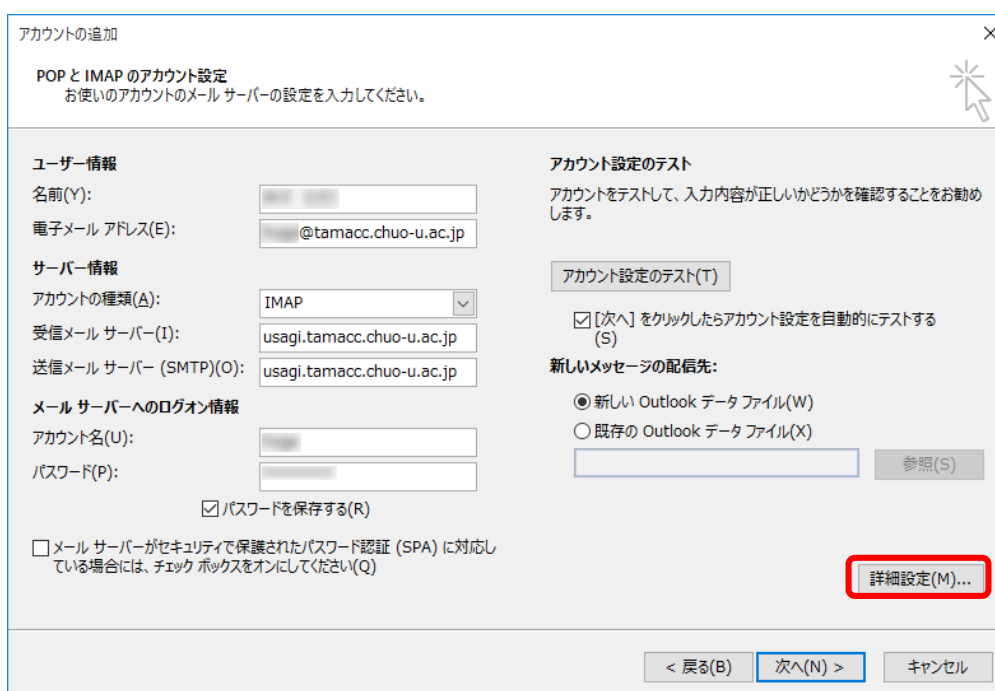 アカウントの追加
POP と IMAP のアカウント設定
お使いのアカウントのメール サーバーの設定を入力してください。
ユーザー情報
名前(Y):
電子メール アドレス(E):
@tamacc.chuo-u.ac.jp
サーバー情報
アカウントの種類(A):
IMAP
受信メール サーバー(I):
usagi.tamacc.chuo-u.ac.jp
送信メール サーバー (SMTP)(O):
usagi.tamacc.chuo-u.ac.jp
メール サーバーへのログオン情報
アカウント名(U):
パスワード(P):
パスワードを保存する(R)
メール サーバーがセキュリティで保護されたパスワード認証 (SPA) に対応し
ている場合には、チェック ボックスをオンにしてください(Q)
アカウント設定のテスト
アカウントをテストして、入力内容が正しいかどうかを確認することをお勧め
します。
アカウント設定のテスト(T)
[次へ] をクリックしたらアカウント設定を自動的にテストする
(S)
新しいメッセージの配信先:
新しい Outlook データ ファイル(W)
既存の Outlook データ ファイル(X)
参照(S)
詳細設定(M)...
< 戻る(B)
次へ(N) >
キャンセル